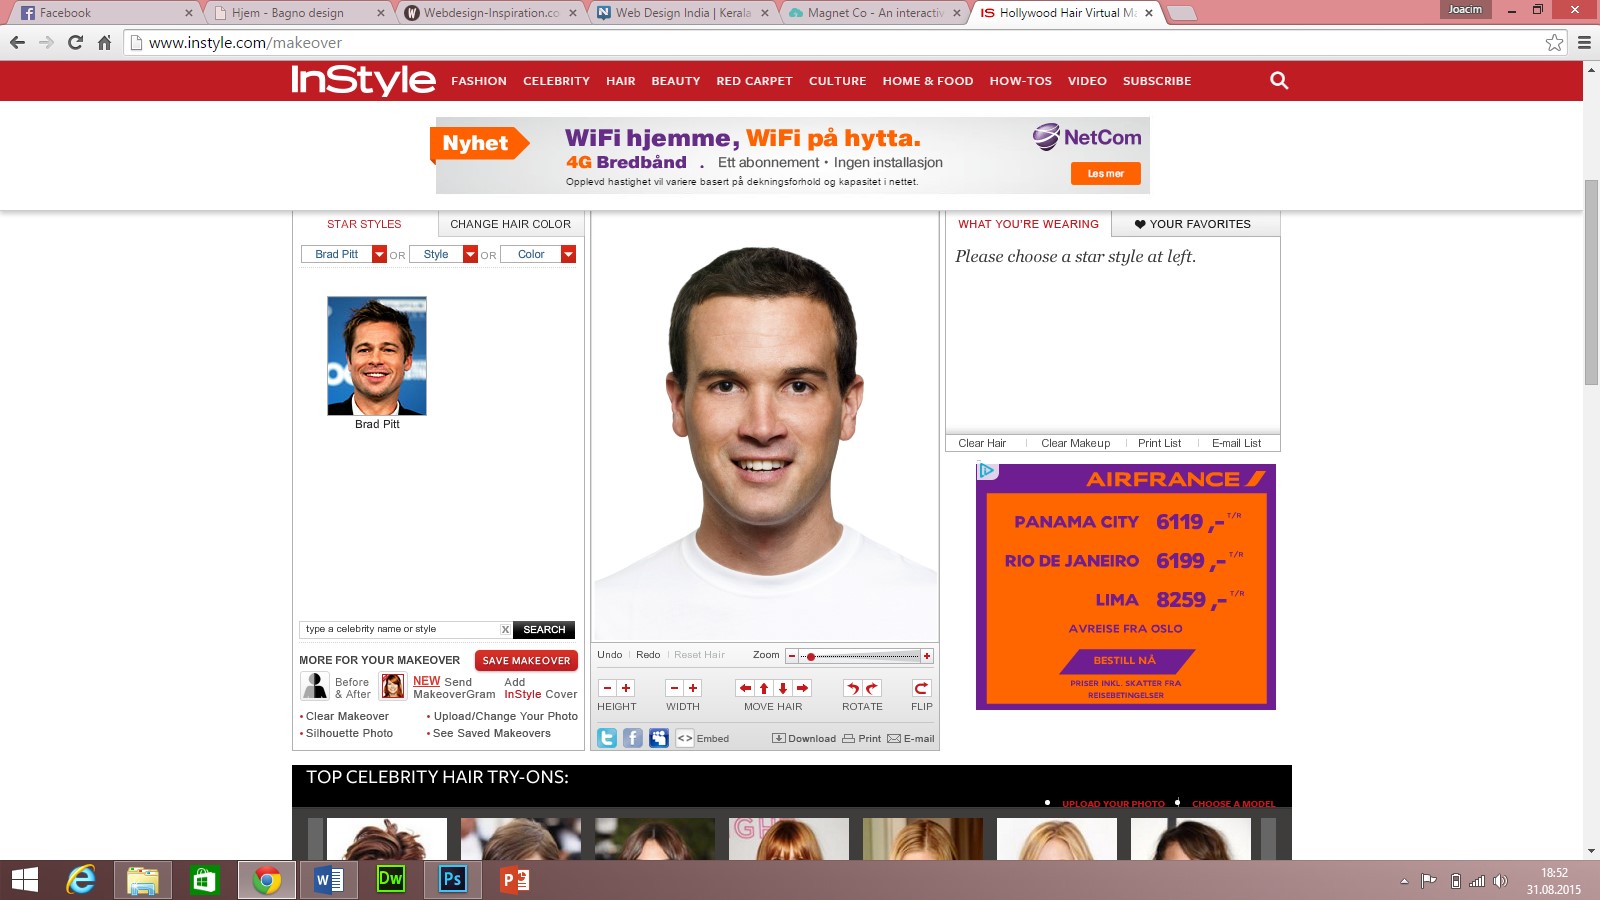 Facebook
Hjem - Bagno design
Webdesign-Inspiration.co
Web Design India | Kerala
Magnet Co - An interactiv
Hollywood Hair Virtual Ma
Joacim
www.instyle.com/makeover
InStyle
FASHION CELEBRITY HAIR BEAUTY RED CARPET CULTURE HOME & FOOD HOW-TOS VIDEO SUBSCRIBE
Nyhet
WiFi hjemme, WiFi på hytta.
4G Bredbånd . Ett abonnement • Ingen installasjon
Opplevd hastighet vil variere basert på dekningsforhold og kapasitet i nettet.
NetCom
Les mer
STAR STYLES CHANGE HAIR COLOR
Brad Pitt OR Style OR Color
Brad Pitt
type a celebrity name or style X SEARCH
MORE FOR YOUR MAKEOVER SAVE MAKEOVER
Before & After
NEW Send MakeoverGram
Add InStyle Cover
• Clear Makeover • Upload/Change Your Photo
• Silhouette Photo • See Saved Makeovers
Undo | Redo | Reset Hair Zoom
HEIGHT WIDTH MOVE HAIR ROTATE FLIP
Embed Download Print E-mail
WHAT YOU'RE WEARING YOUR FAVORITES
Please choose a star style at left.
Clear Hair | Clear Makeup | Print List | E-mail List
AIRFRANCE
PANAMA CITY 6119,- T/R
RIO DE JANEIRO 6199,- T/R
LIMA 8259,- T/R
AVREISE FRA OSLO
BESTILL NÅ
PRISER INKL. SKATTER FRA
REISEBETINGELSER
TOP CELEBRITY HAIR TRY-ONS:
• UPLOAD YOUR PHOTO • CHOOSE A MODEL
18:52
31.08.2015